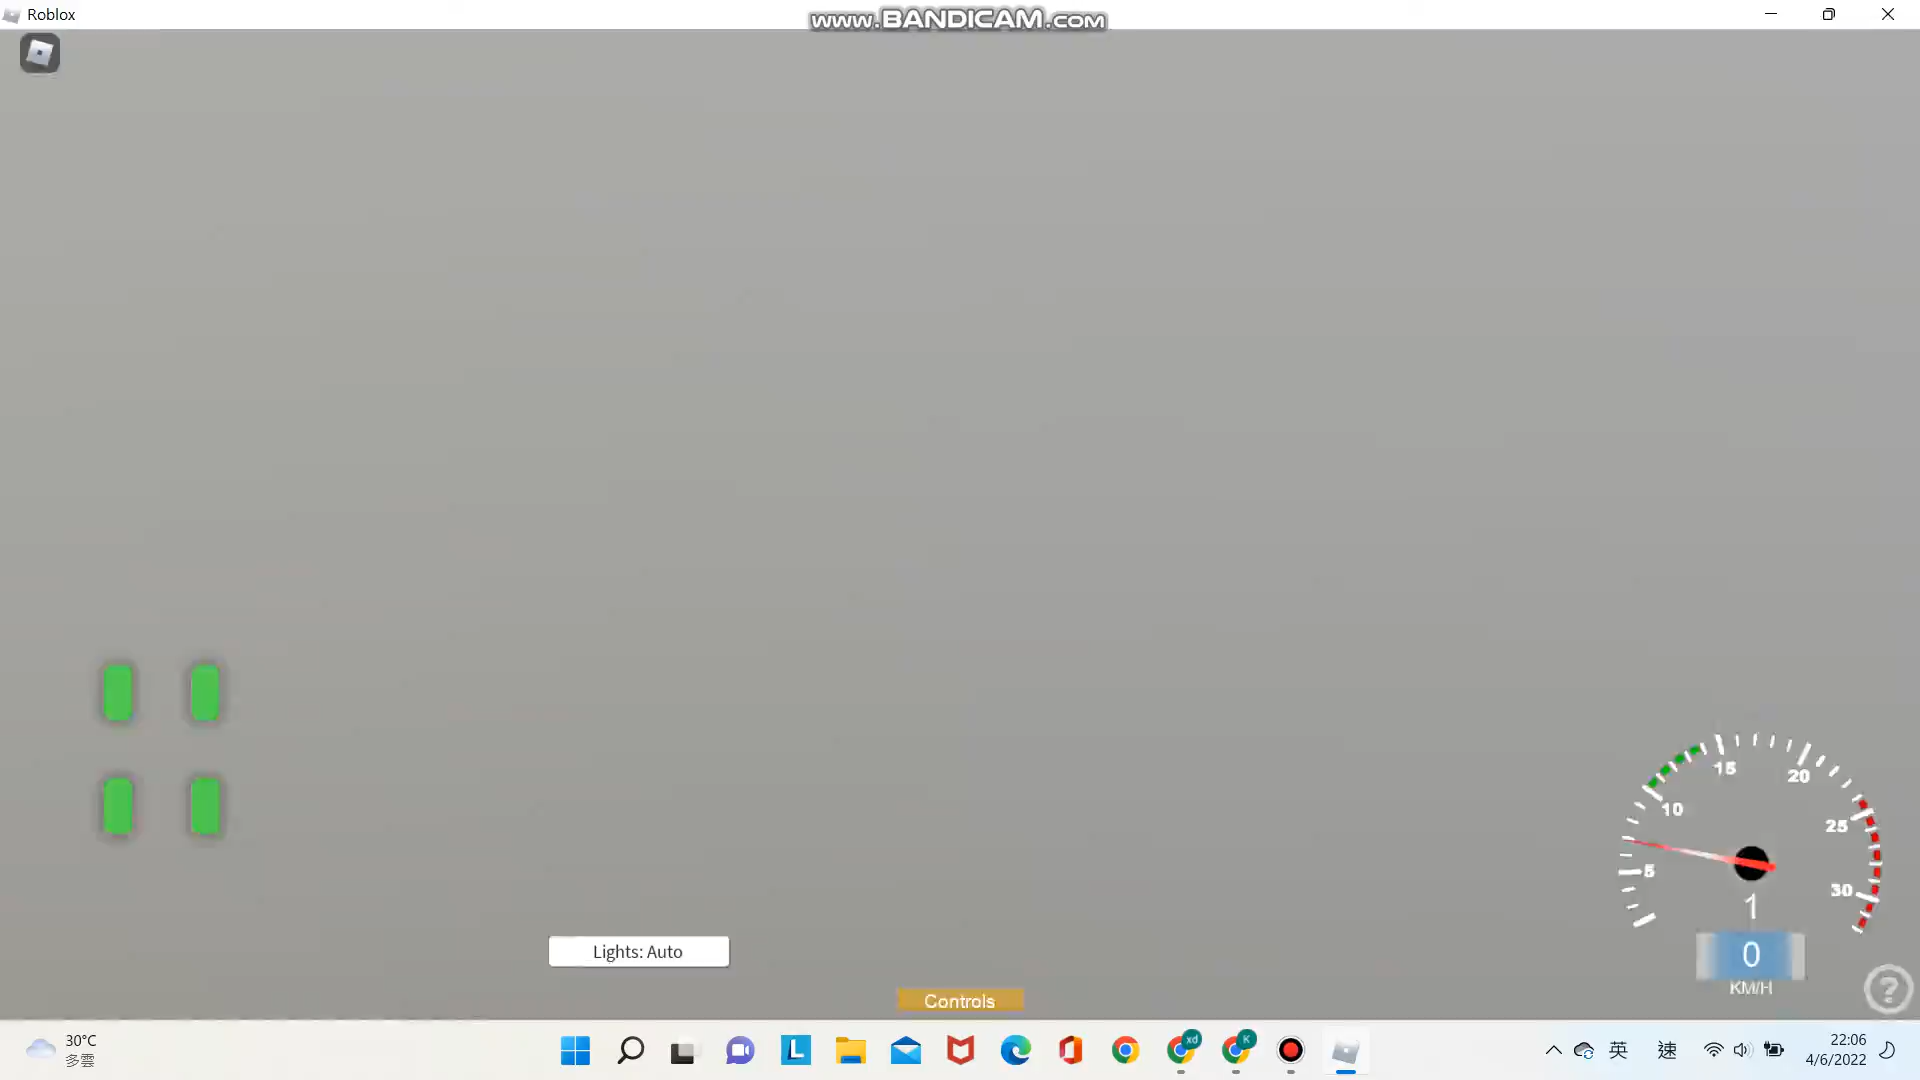 Roblox
www.BANDICAM.com
15
20
10
25
5
30
1
0
KM/H
?
Lights: Auto
Controls
30°C
多雲
L
xd
K
英
速
22:06
4/6/2022